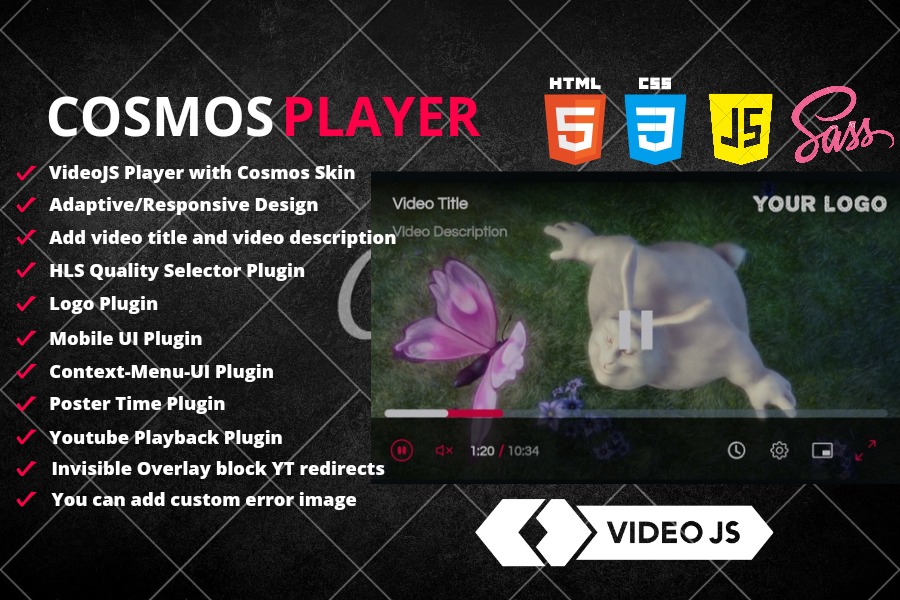 HTML
CSS
5
3
JS
Sass
COSMOS PLAYER
VideoJS Player with Cosmos Skin
Adaptive/Responsive Design
Add video title and video description
HLS Quality Selector Plugin
Logo Plugin
Mobile UI Plugin
Context-Menu-UI Plugin
Poster Time Plugin
Youtube Playback Plugin
Invisible Overlay block YT redirects
You can add custom error image
Video Title
YOUR LOGO
Video Description
1:20 / 10:34
VIDEO JS